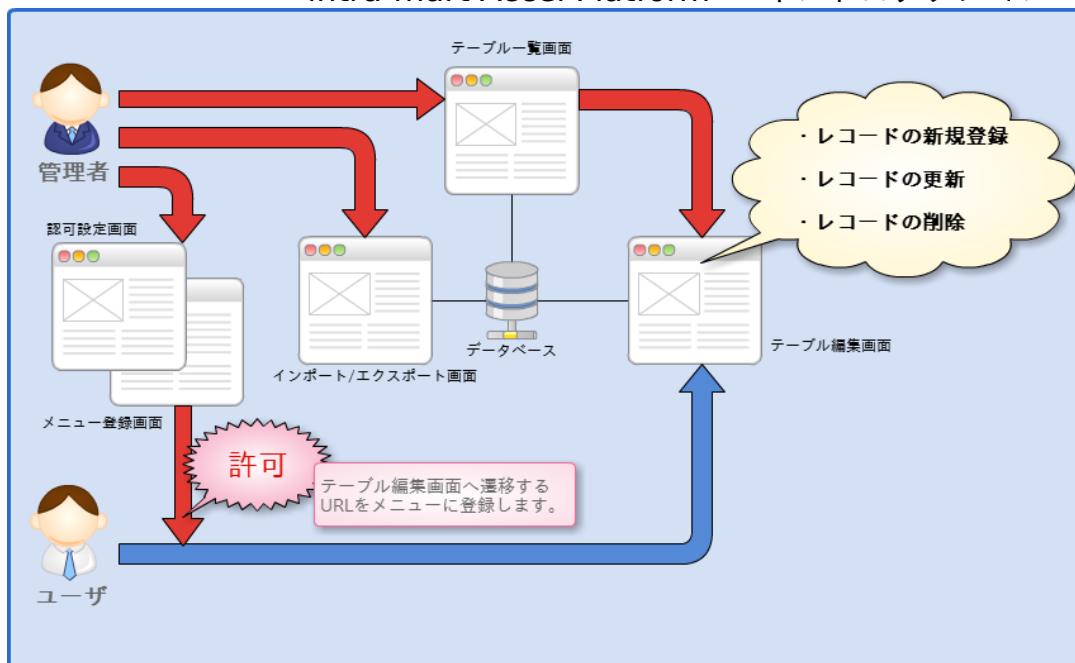 テーブル一覧画面
・レコードの新規登録
・レコードの更新
・レコードの削除
管理者
認可設定画面
データベース
テーブル編集画面
インポート/エクスポート画面
メニュー登録画面
許可
テーブル編集画面へ遷移する
URLをメニューに登録します。
ユーザ